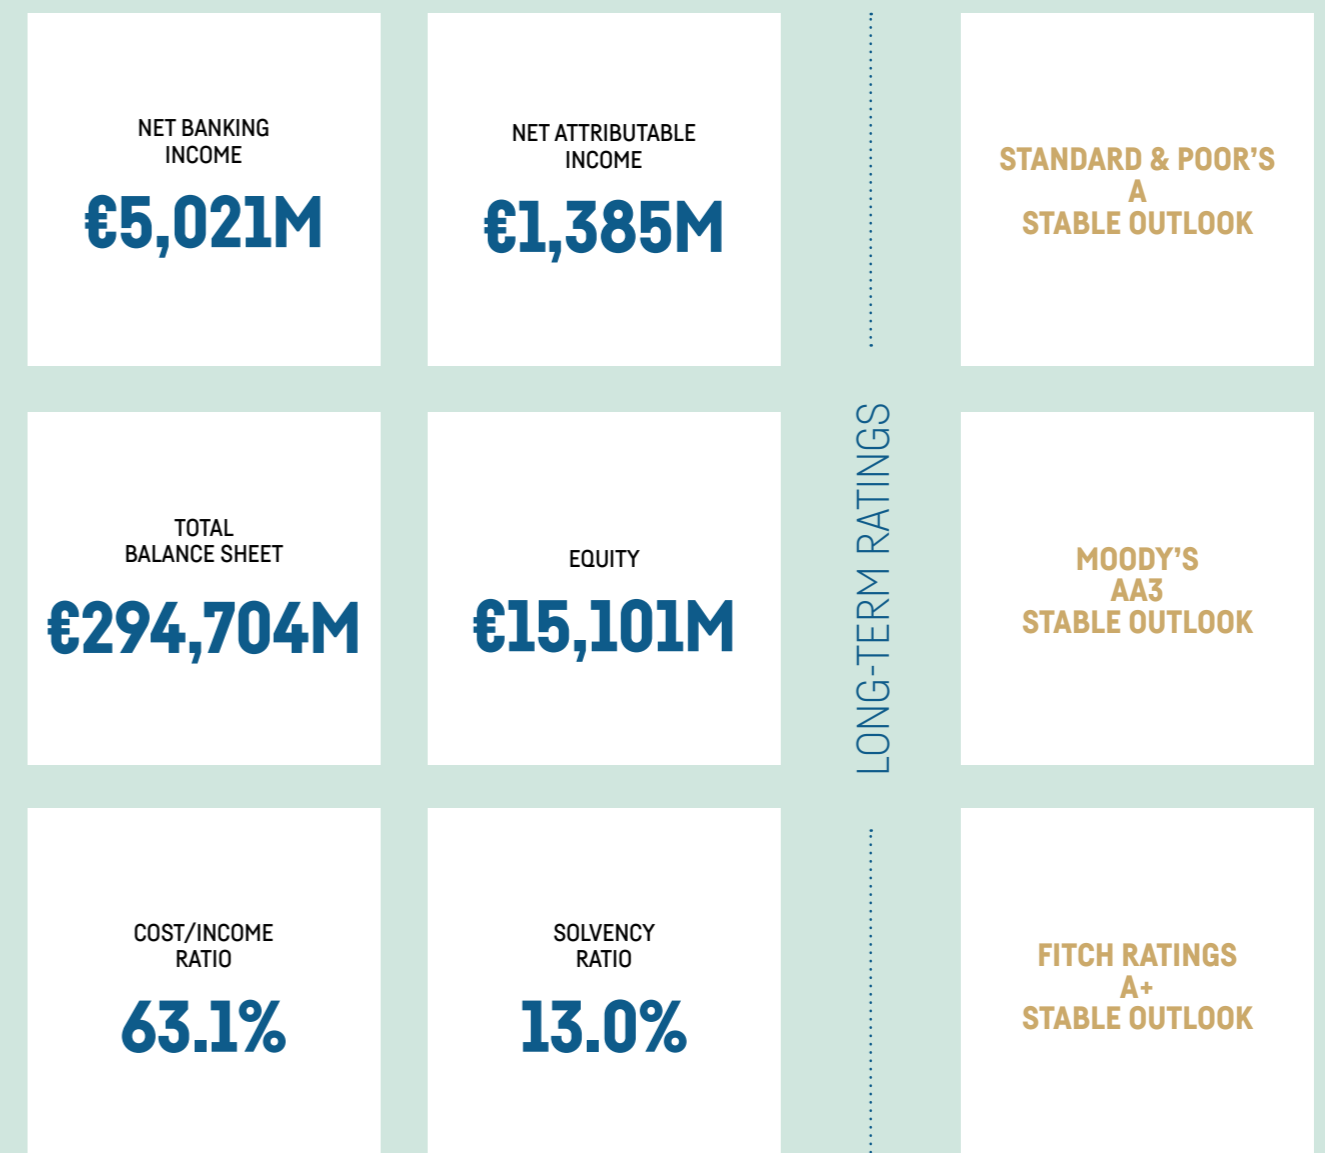 NET BANKING
INCOME
€5,021M
NET ATTRIBUTABLE
INCOME
€1,385M
STANDARD & POOR’S
A
STABLE OUTLOOK
TOTAL
BALANCE SHEET
€294,704M
EQUITY
€15,101M
LONG-TERM RATINGS
MOODY’S
AA3
STABLE OUTLOOK
COST/INCOME
RATIO
63.1%
SOLVENCY
RATIO
13.0%
FITCH RATINGS
A+
STABLE OUTLOOK